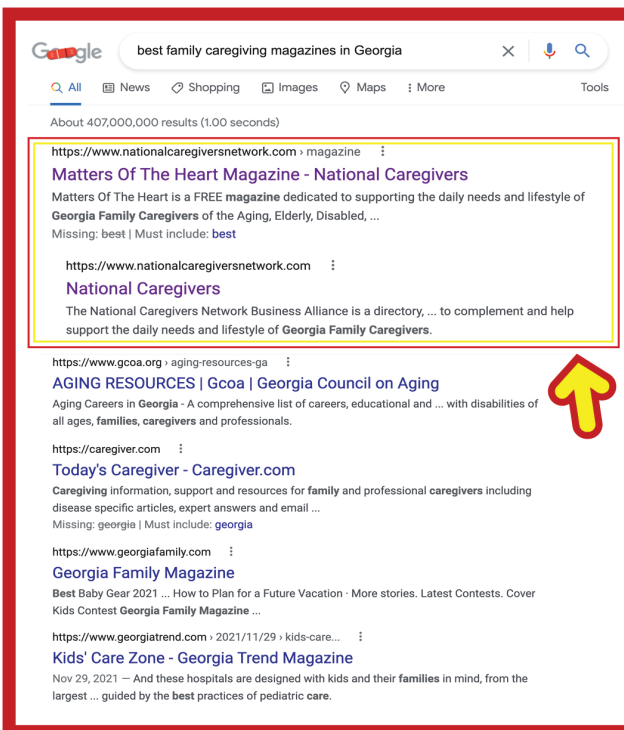 Google
best family caregiving magazines in Georgia
All News Shopping Images Maps More Tools
About 407,000,000 results (1.00 seconds)
https://www.nationalcaregiversnetwork.com › magazine
Matters Of The Heart Magazine - National Caregivers
Matters Of The Heart is a FREE magazine dedicated to supporting the daily needs and lifestyle of
Georgia Family Caregivers of the Aging, Elderly, Disabled, ...
Missing: best | Must include: best
https://www.nationalcaregiversnetwork.com
National Caregivers
The National Caregivers Network Business Alliance is a directory, ... to complement and help
support the daily needs and lifestyle of Georgia Family Caregivers.
https://www.gcoa.org › aging-resources-ga
AGING RESOURCES | Gcoa | Georgia Council on Aging
Aging Careers in Georgia - A comprehensive list of careers, educational and ... with disabilities of
all ages, families, caregivers and professionals.
https://caregiver.com
Today's Caregiver - Caregiver.com
Caregiving information, support and resources for family and professional caregivers including
disease specific articles, expert answers and email ...
Missing: georgia | Must include: georgia
https://www.georgiafamily.com
Georgia Family Magazine
Best Baby Gear 2021 ... How to Plan for a Future Vacation · More stories. Latest Contests. Cover
Kids Contest Georgia Family Magazine ...
https://www.georgiatrend.com › 2021/11/29 › kids-care...
Kids' Care Zone - Georgia Trend Magazine
Nov 29, 2021 — And these hospitals are designed with kids and their families in mind, from the
largest ... guided by the best practices of pediatric care.